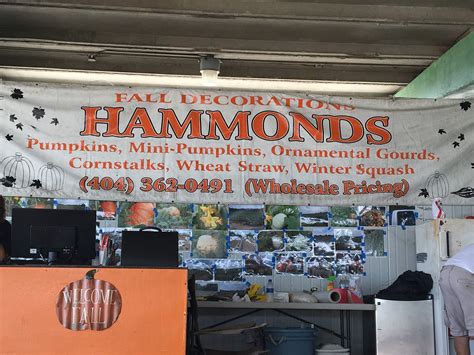 FALL DECORATIONS
HAMMONDS
Pumpkins, Mini-Pumpkins, Ornamental Gourds,
Cornstalks, Wheat Straw, Winter Squash
(404) 362-0491 (Wholesale Pricing)
WELCOME
FALL